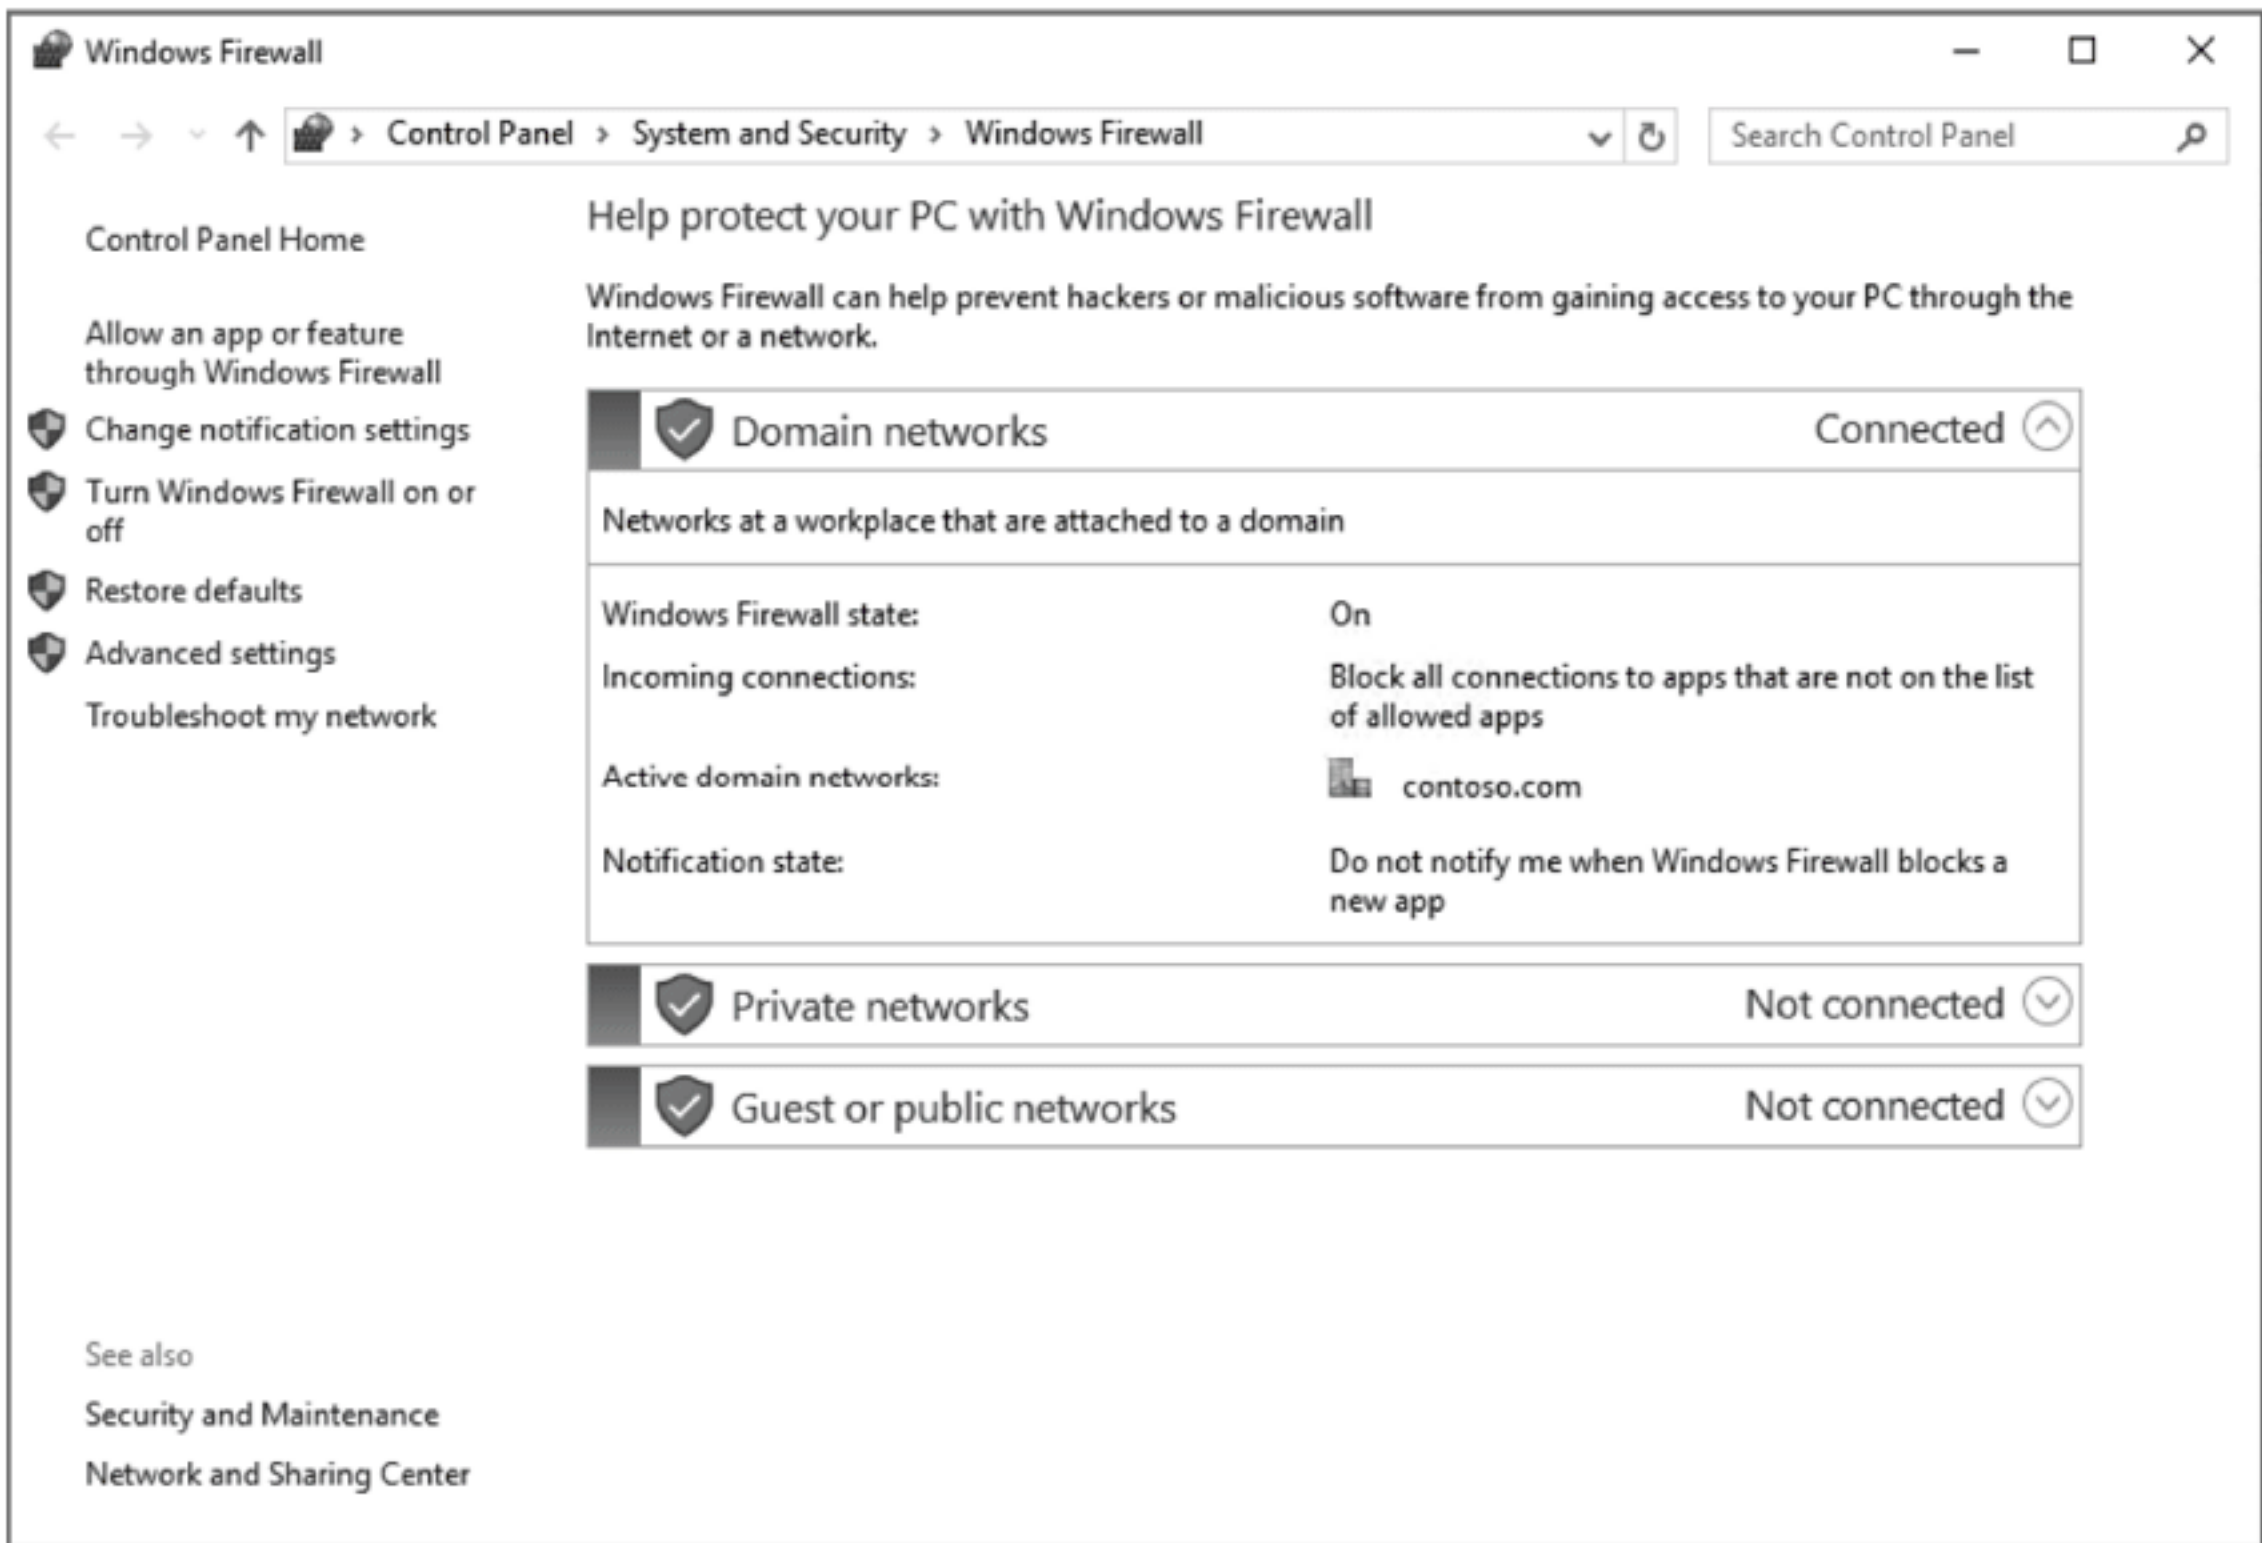 Windows Firewall
Control Panel > System and Security > Windows Firewall
Search Control Panel
Control Panel Home
Allow an app or feature
through Windows Firewall
Change notification settings
Turn Windows Firewall on or
off
Restore defaults
Advanced settings
Troubleshoot my network
See also
Security and Maintenance
Network and Sharing Center
Help protect your PC with Windows Firewall
Windows Firewall can help prevent hackers or malicious software from gaining access to your PC through the
Internet or a network.
Domain networks Connected
Networks at a workplace that are attached to a domain
Windows Firewall state: On
Incoming connections: Block all connections to apps that are not on the list
of allowed apps
Active domain networks: contoso.com
Notification state: Do not notify me when Windows Firewall blocks a
new app
Private networks Not connected
Guest or public networks Not connected